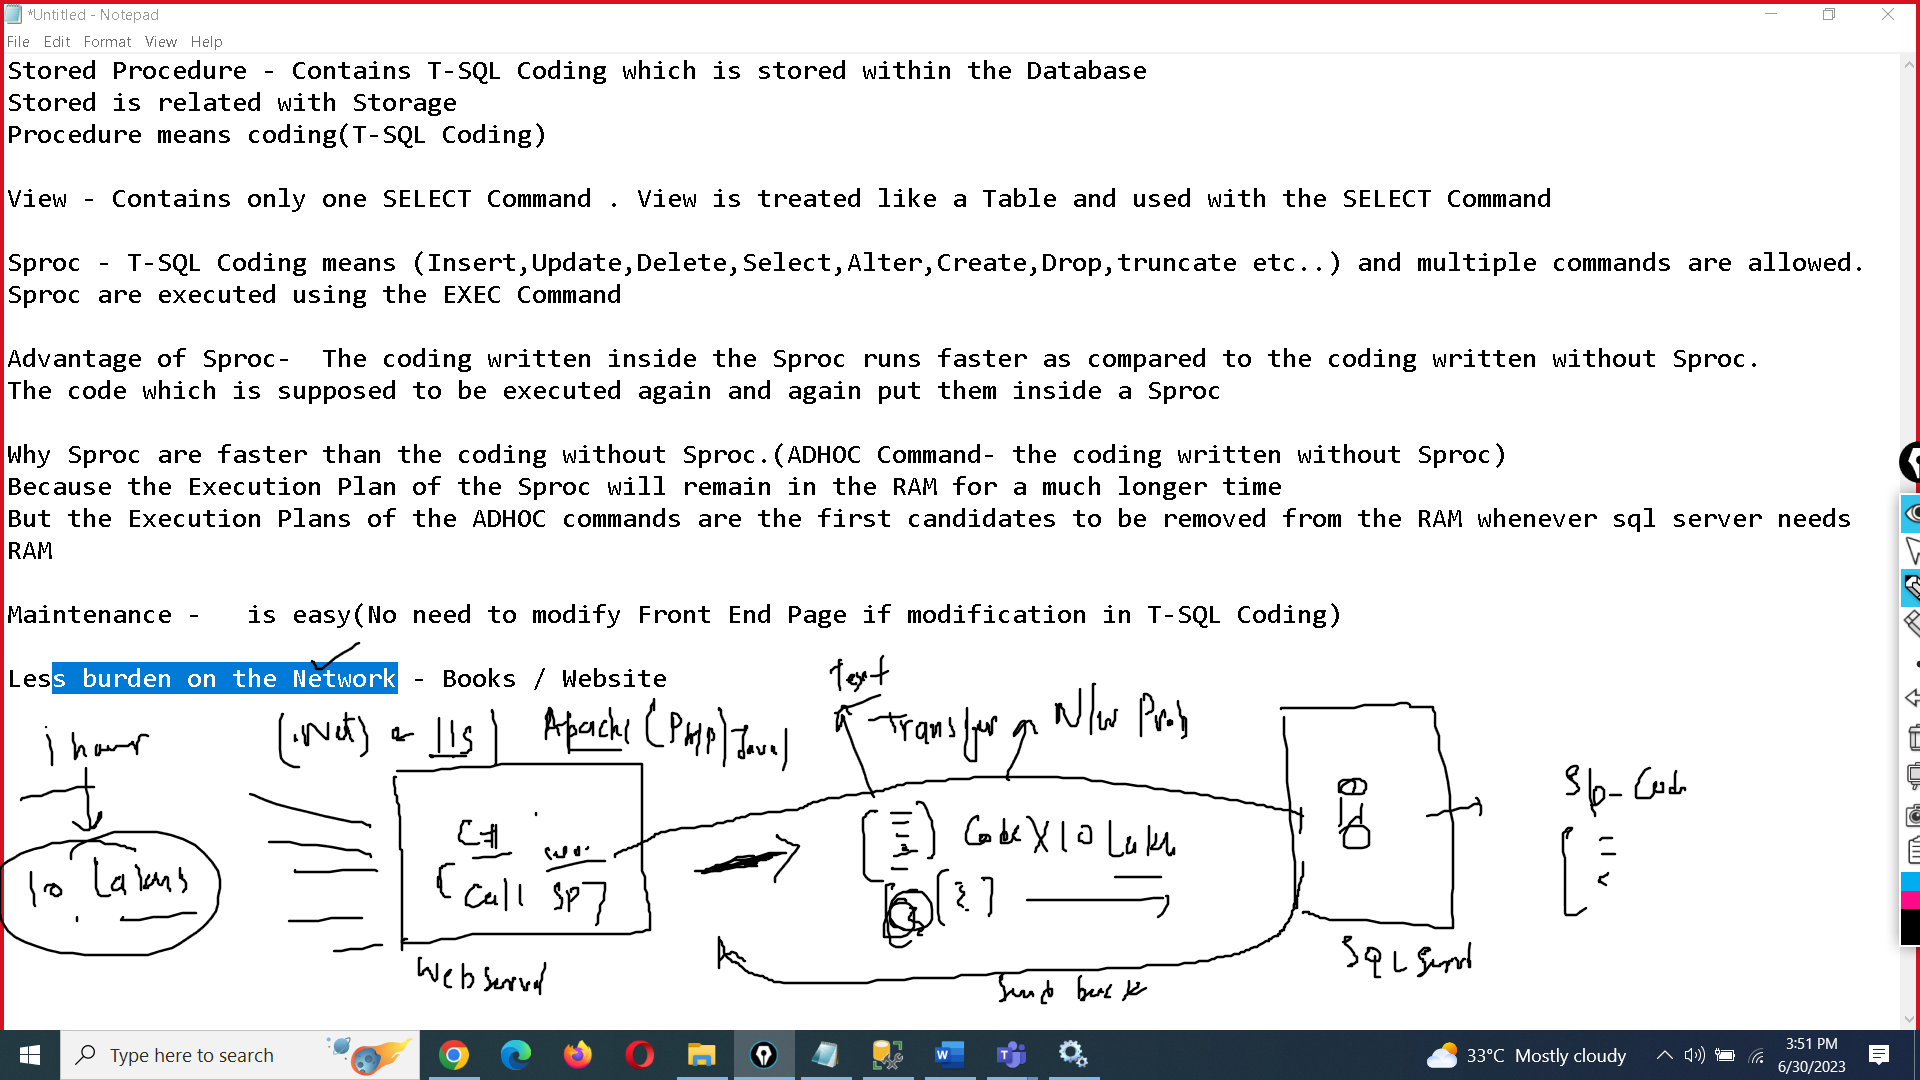 *Untitled - Notepad
File Edit Format View Help
Stored Procedure - Contains T-SQL Coding which is stored within the Database
Stored is related with Storage
Procedure means coding(T-SQL Coding)
View - Contains only one SELECT Command . View is treated like a Table and used with the SELECT Command
Sproc - T-SQL Coding means (Insert,Update,Delete,Select,Alter,Create,Drop,truncate etc..) and multiple commands are allowed.
Sproc are executed using the EXEC Command
Advantage of Sproc-  The coding written inside the Sproc runs faster as compared to the coding written without Sproc.
The code which is supposed to be executed again and again put them inside a Sproc
Why Sproc are faster than the coding without Sproc.(ADHOC Command- the coding written without Sproc)
Because the Execution Plan of the Sproc will remain in the RAM for a much longer time
But the Execution Plans of the ADHOC commands are the first candidates to be removed from the RAM whenever sql server needs
RAM
Maintenance -   is easy(No need to modify Front End Page if modification in T-SQL Coding)
Less burden on the Network - Books / Website
Text
1 hour
(.Net) IIS
Apache (PHP) Java
Transfer
N/w Prob
C#
Call SP
Code X 10 Lakh
10 Lakhs
Web Server
Send back
SQL Server
Sp- Code
Type here to search
33°C Mostly cloudy
3:51 PM
6/30/2023